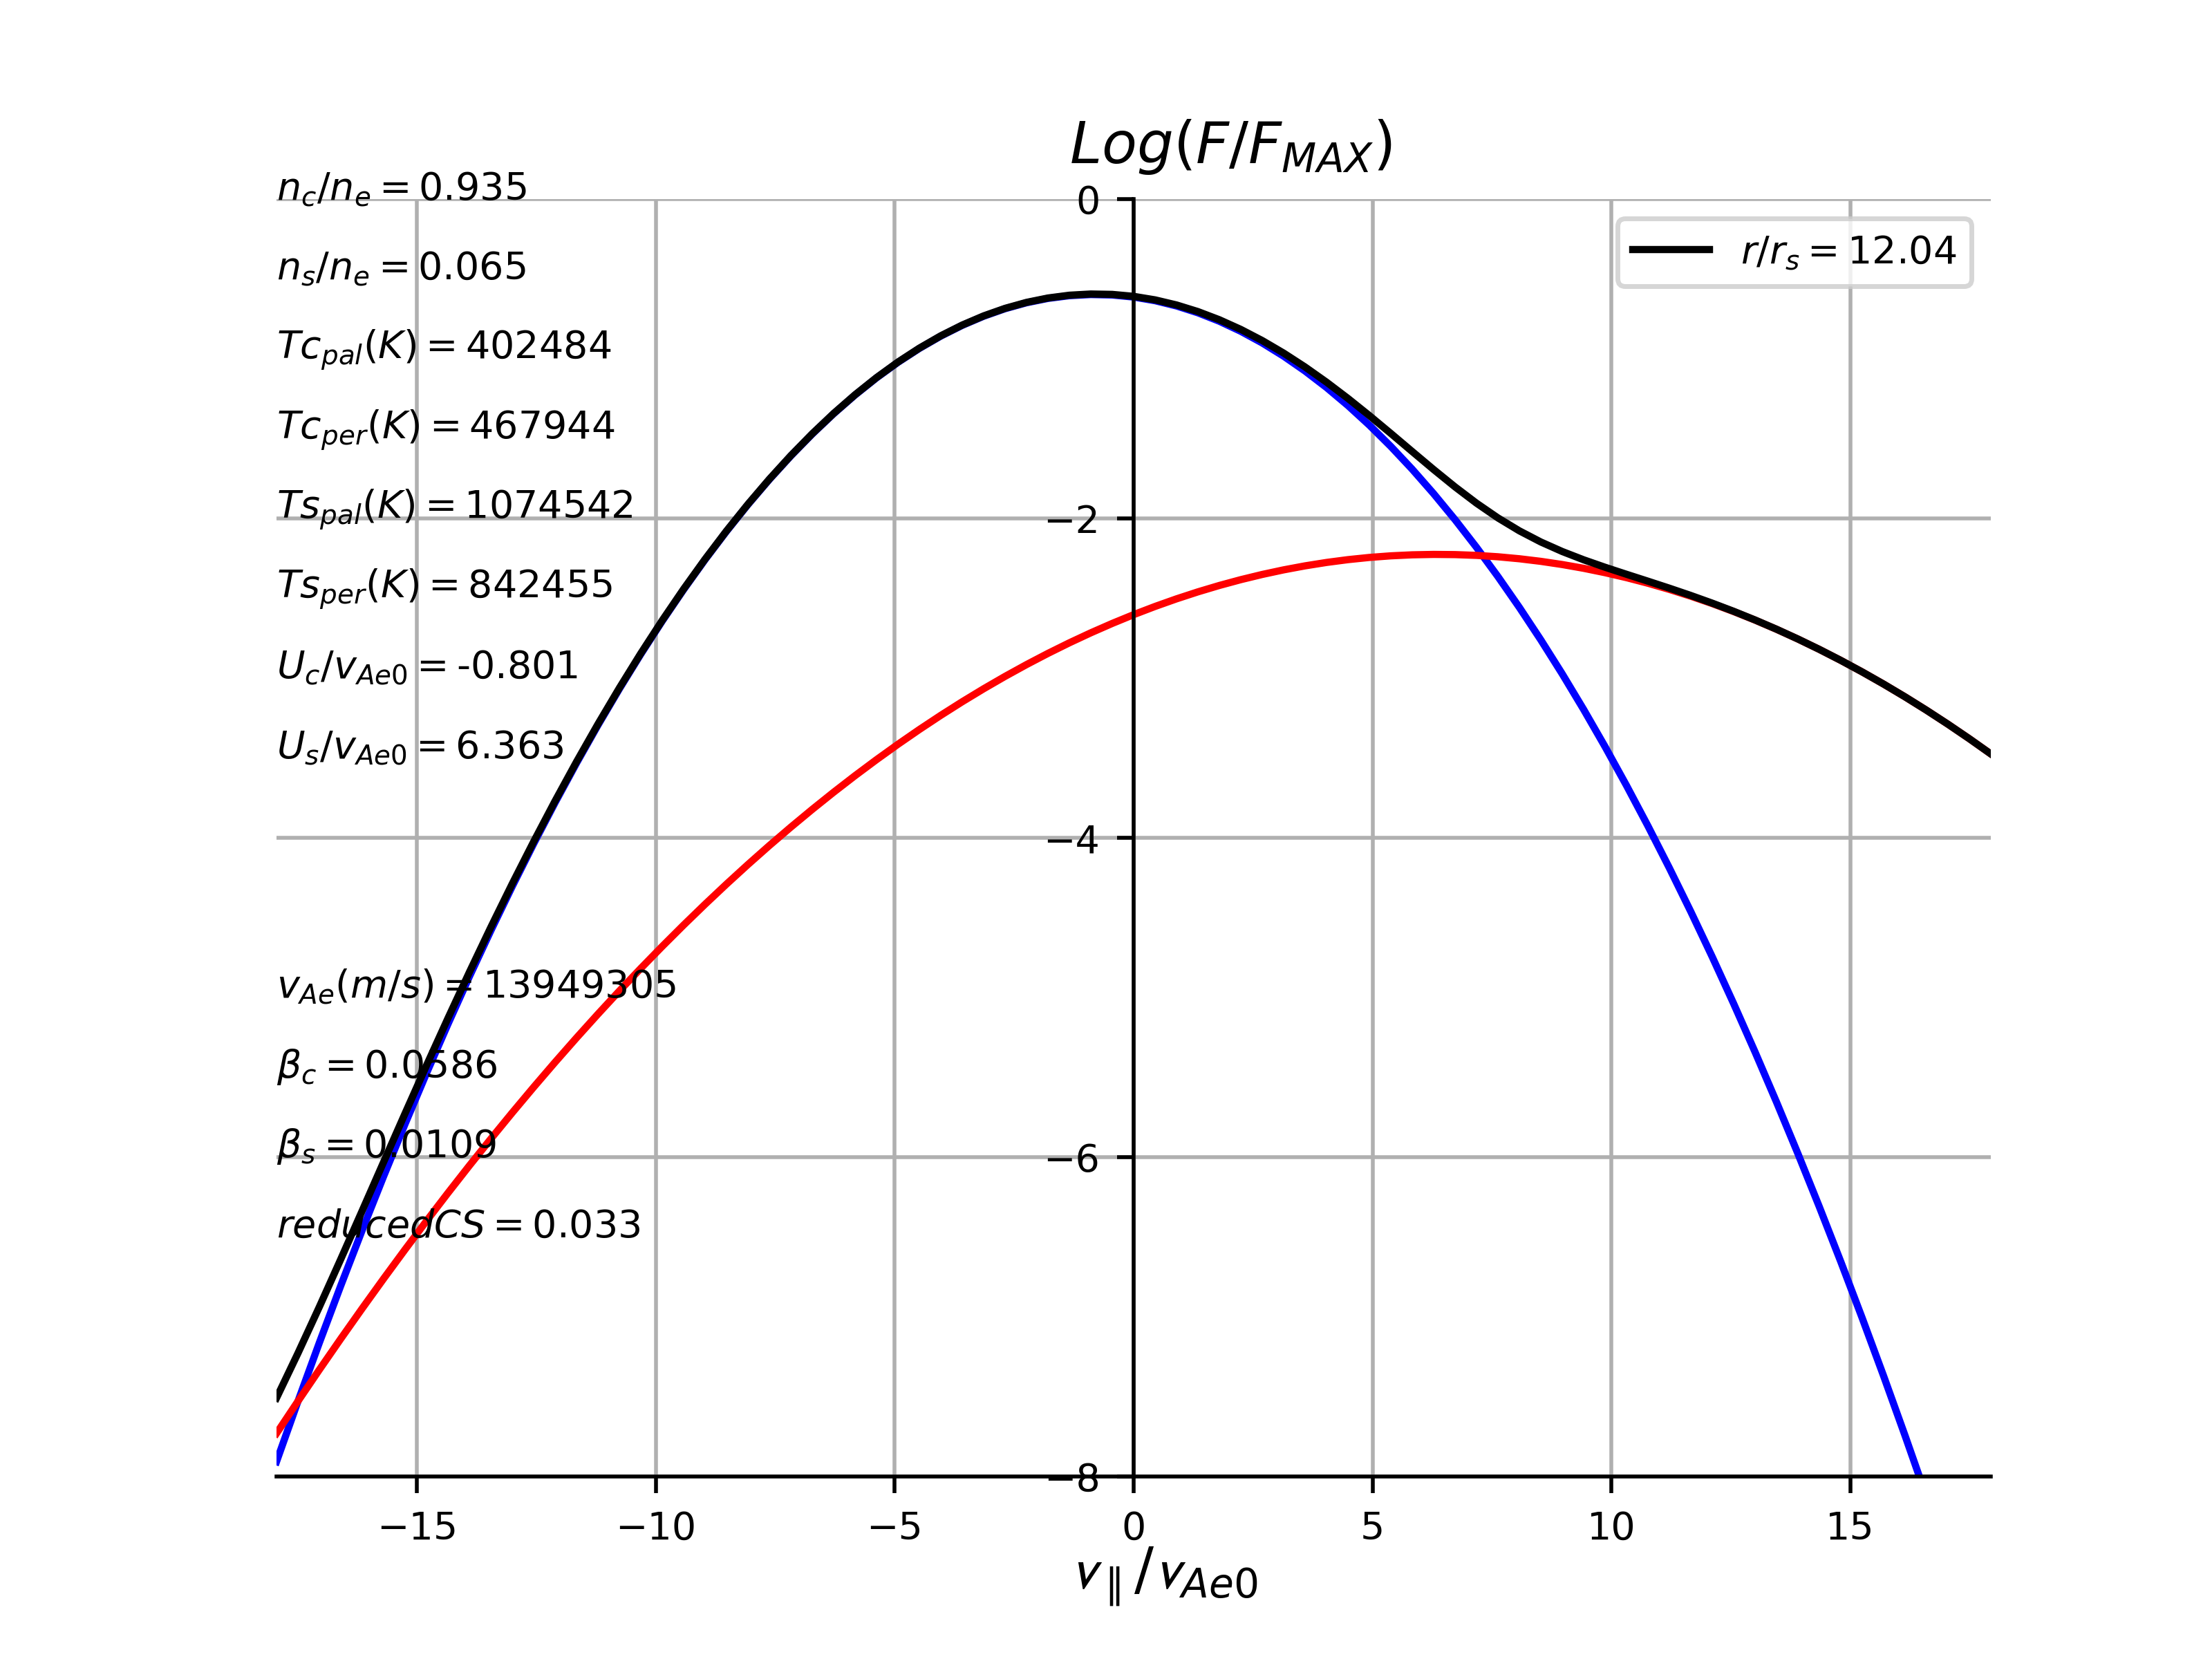 Log(F/F_MAX)
n_c/n_e = 0.935
0
r/r_s = 12.04
n_s/n_e = 0.065
Tc_pal(K) = 402484
Tc_per(K) = 467944
Ts_pal(K) = 1074542
−2
Ts_per(K) = 842455
U_c/v_Ae0 = -0.801
U_s/v_Ae0 = 6.363
−4
v_Ae(m/s) = 13949305
β_c = 0.0586
β_s = 0.0109
−6
reducedCS = 0.033
−8
−15 −10 −5 0 5 10 15
v_∥/v_Ae0